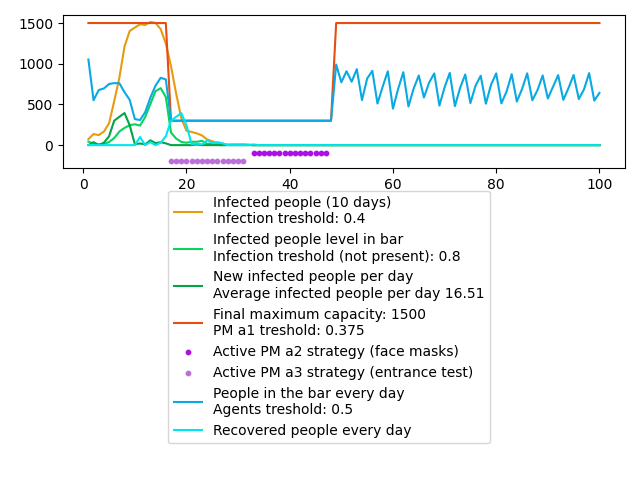 1500
1000
500
0
0
20
40
60
80
100
Infected people (10 days)
Infection treshold: 0.4
Infected people level in bar
Infection treshold (not present): 0.8
New infected people per day
Average infected people per day 16.51
Final maximum capacity: 1500
PM a1 treshold: 0.375
Active PM a2 strategy (face masks)
Active PM a3 strategy (entrance test)
People in the bar every day
Agents treshold: 0.5
Recovered people every day